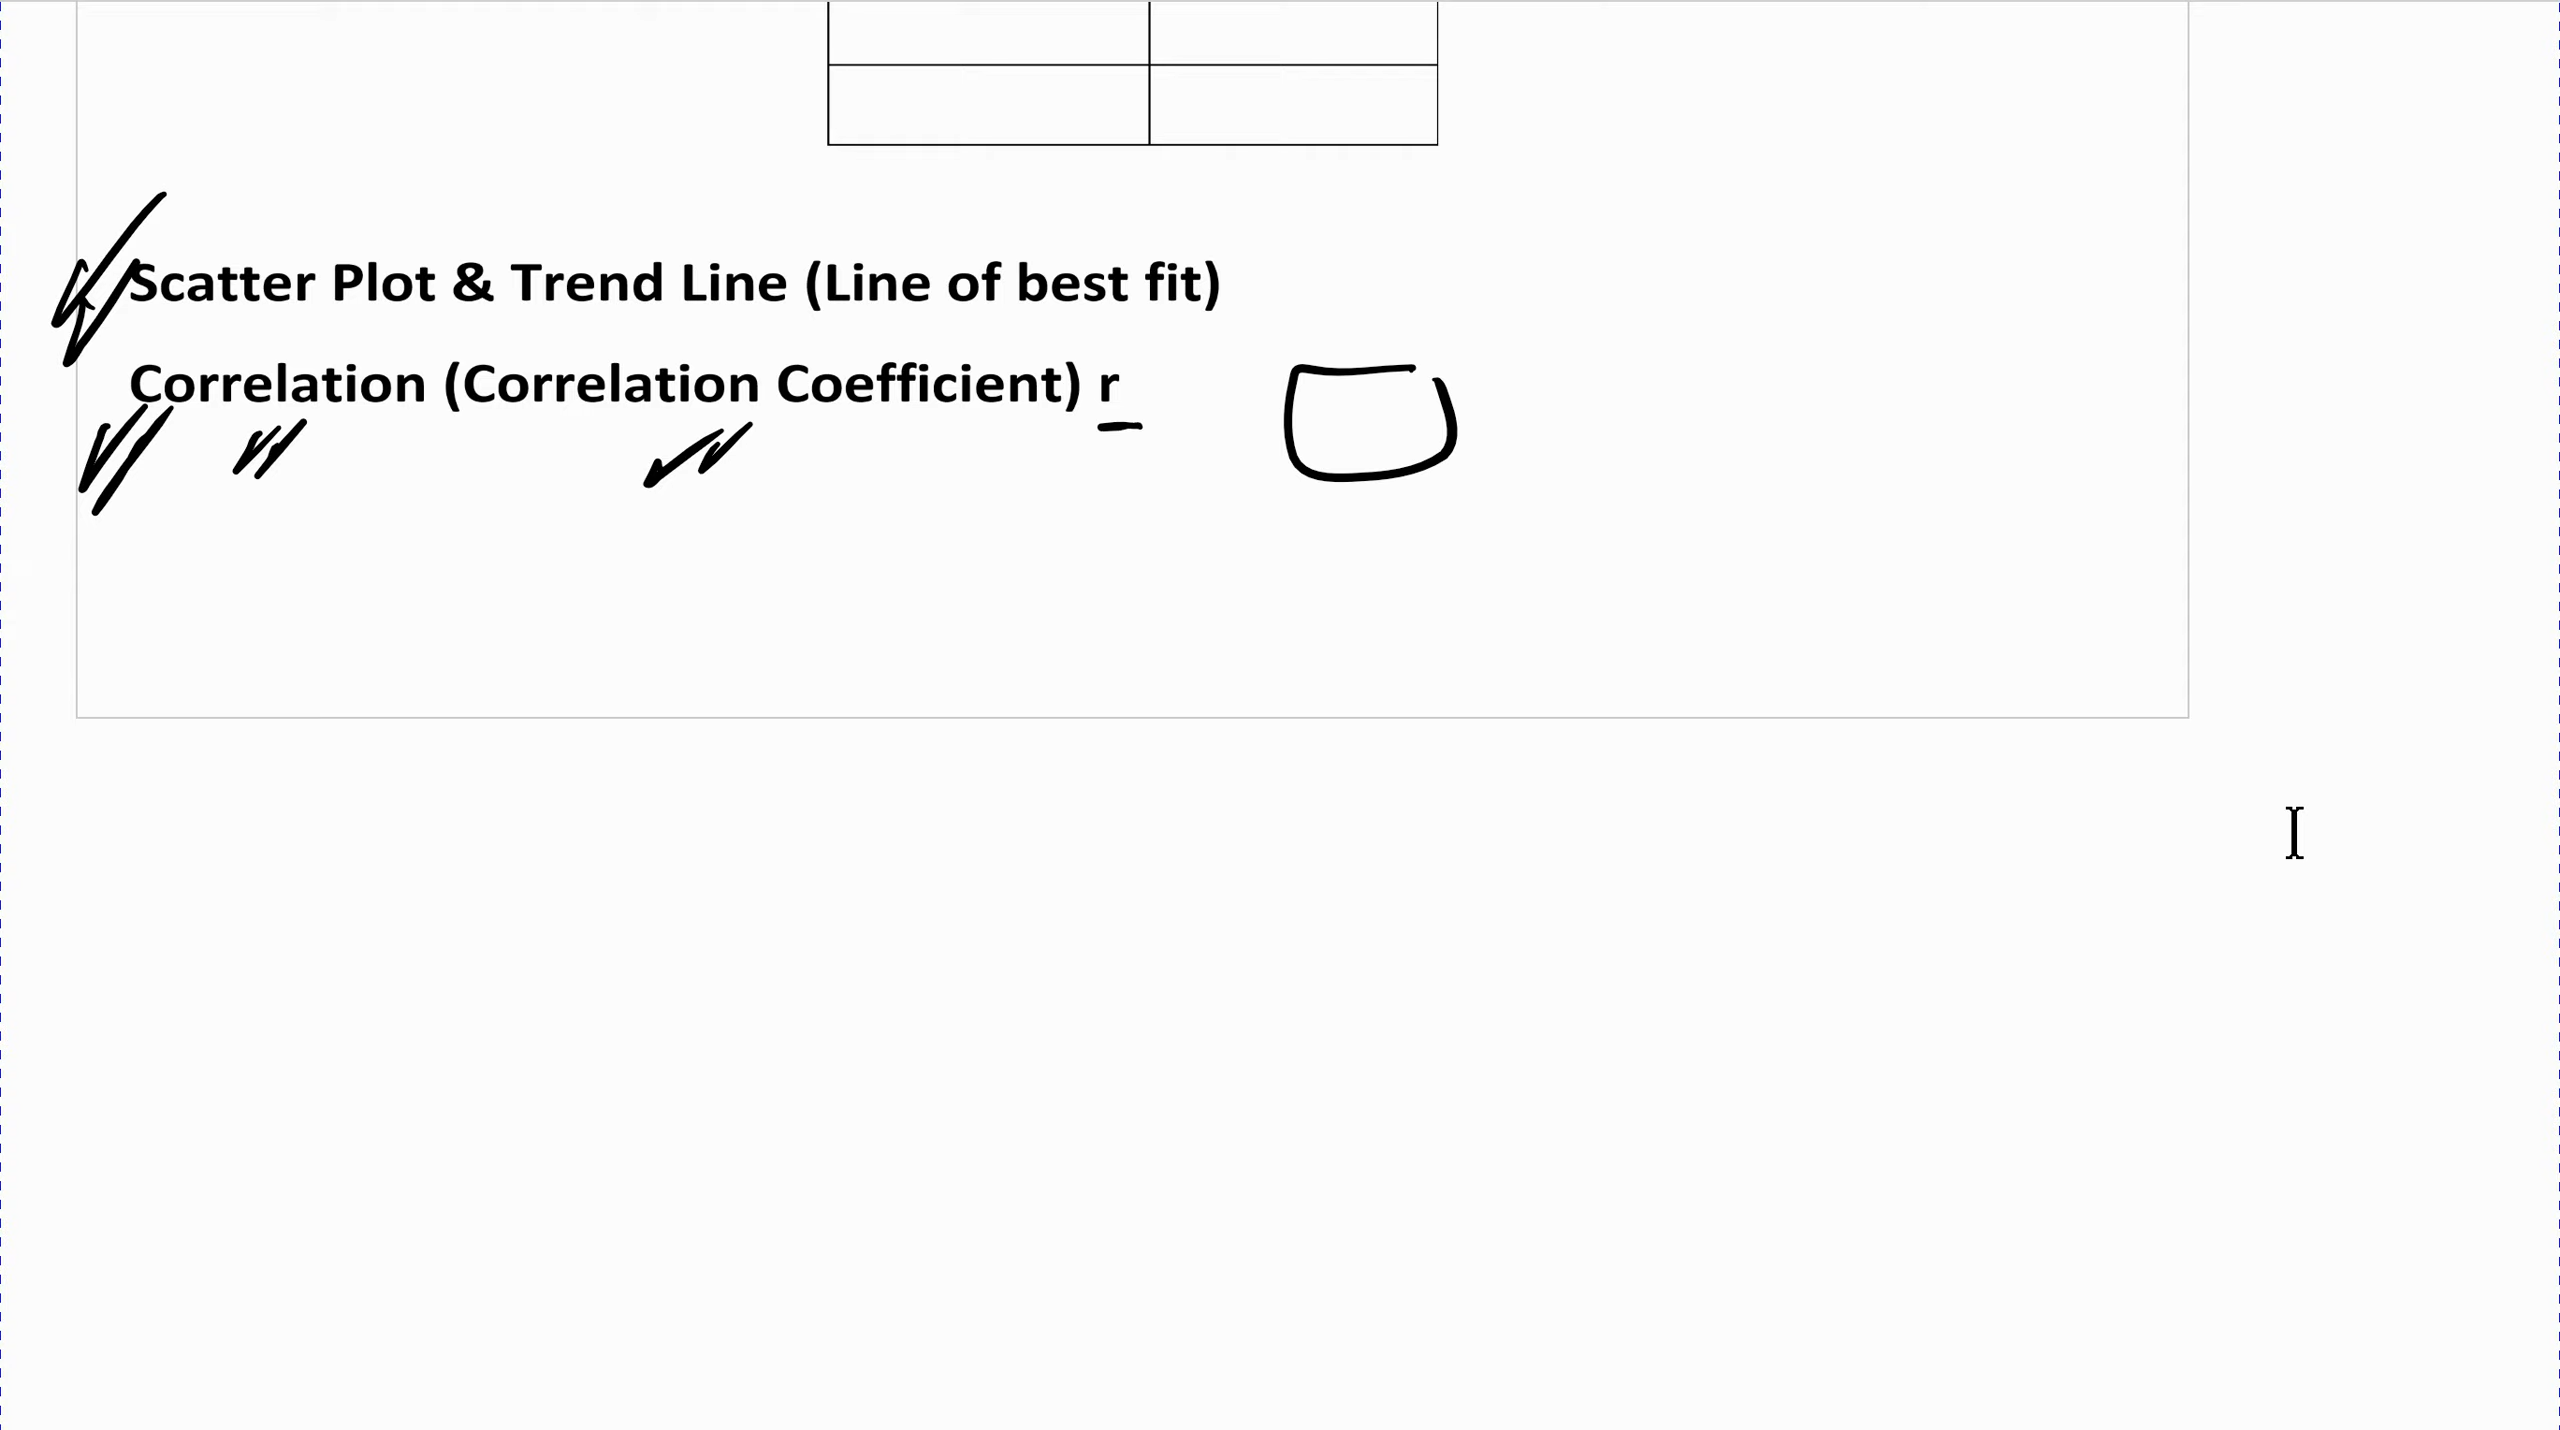 Scatter Plot & Trend Line (Line of best fit)
Correlation (Correlation Coefficient) r